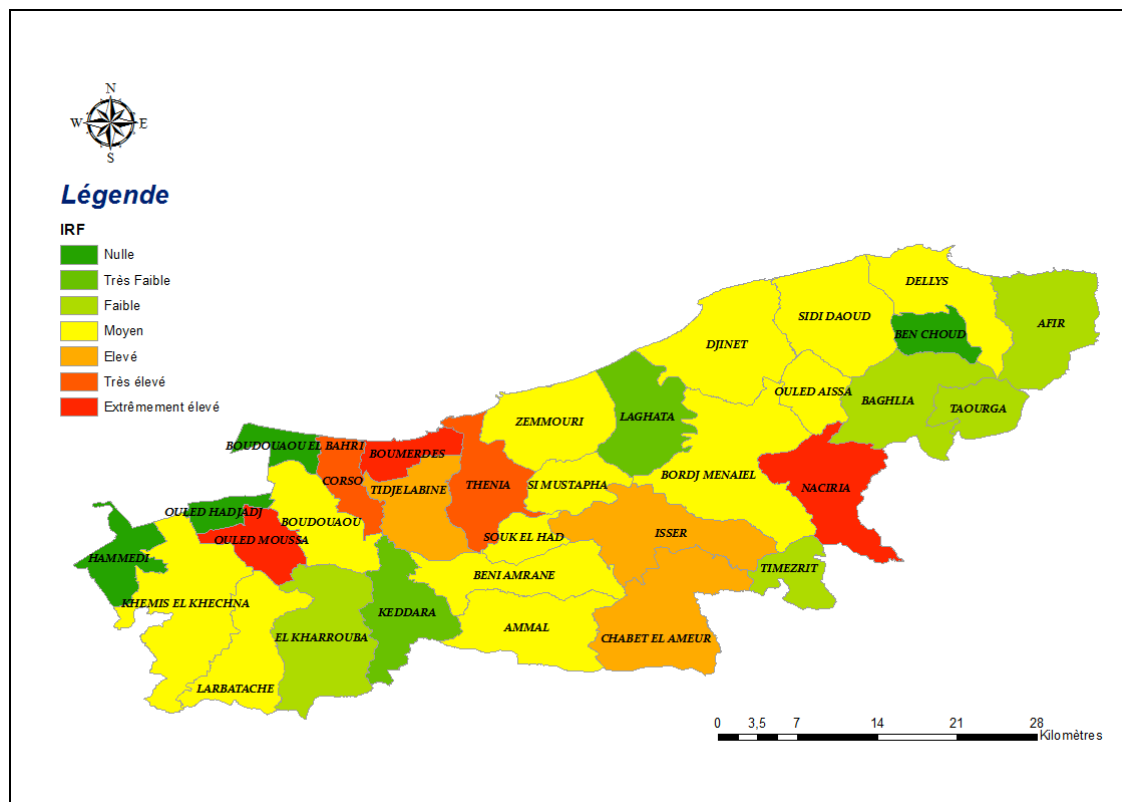 N
W E
S
Légende
IRF
Nulle
Très Faible
Faible
Moyen
Elevé
Très élevé
Extrêmement élevé
DELLYS
SIDI DAOUD
AFIR
BEN CHOUD
DJINET
OULED AISSA
BAGHLIA
TAOURGA
LAGHATA
ZEMMOURI
BOUDOUAOU EL BAHRI
BOUMERDES
BORDJ MENAIEL
CORSO
TIDJELABINE
THENIA
SI MUSTAPHA
NACIRIA
OULED HADJADJ
BOUDOUAOU
SOUK EL HAD
ISSER
OULED MOUSSA
HAMMEDI
TIMEZRIT
BENI AMRANE
KHEMIS EL KHECHNA
KEDDARA
AMMAL
EL KHARROUBA
CHABET EL AMEUR
LARBATACHE
0 3,5 7 14 21 28
Kilomètres